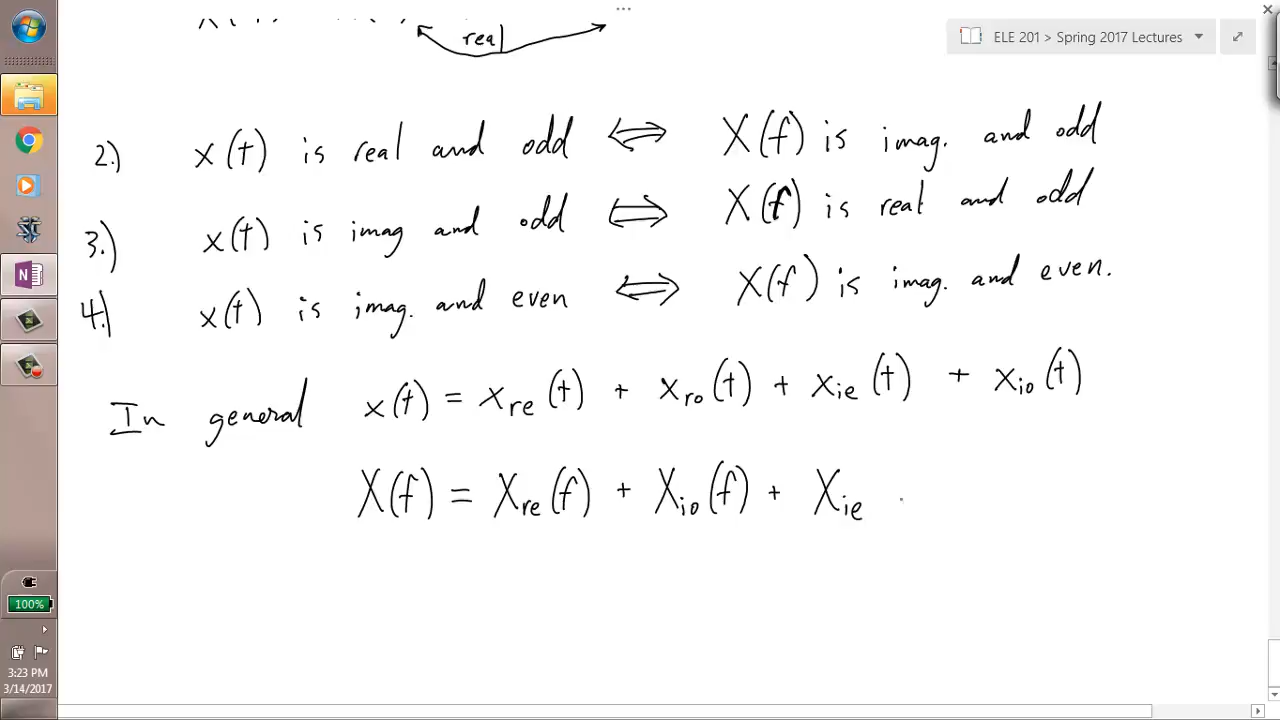 real
ELE 201 > Spring 2017 Lectures
2.) x(t) is real and odd ⟺ X(f) is imag. and odd
3.) x(t) is imag and odd ⟺ X(f) is real and odd
4.) x(t) is imag. and even ⟺ X(f) is imag. and even.
In general x(t) = x_re(t) + x_ro(t) + x_ie(t) + x_io(t)
X(f) = X_re(f) + X_io(f) + X_ie
N
100%
3:23 PM
3/14/2017